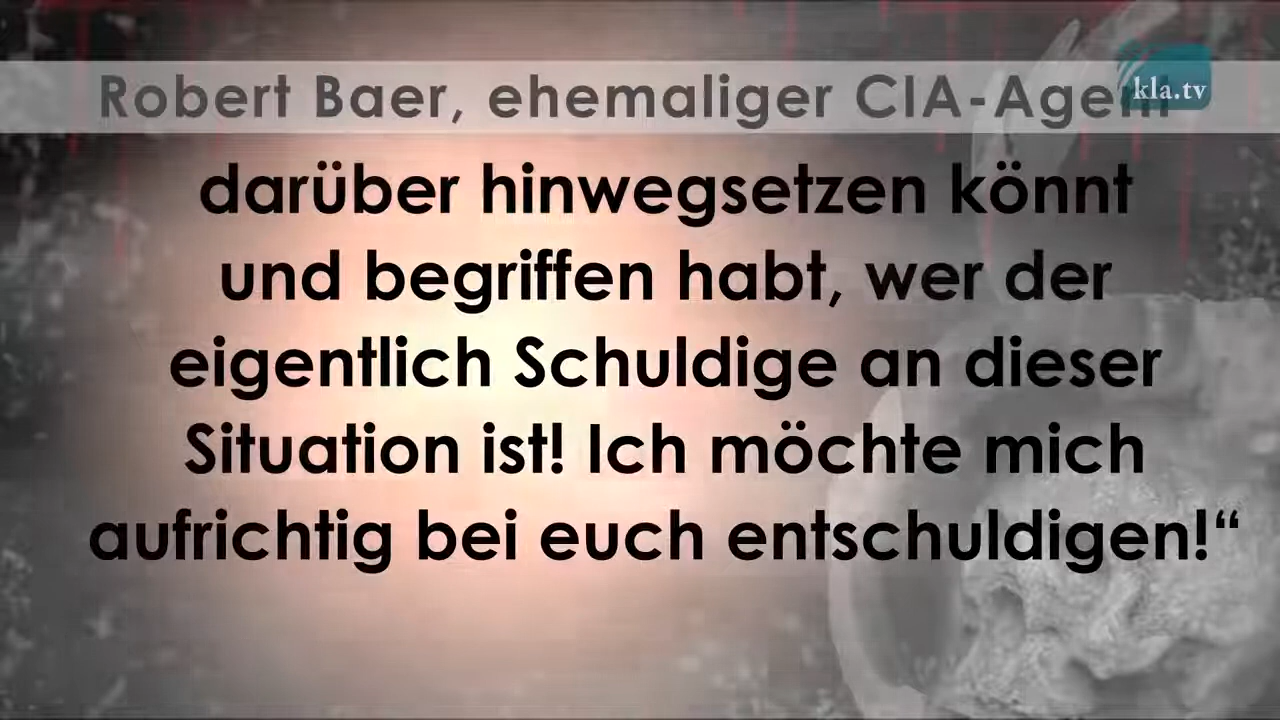 Robert Baer, ehemaliger CIA-Agent
kla.tv
darüber hinwegsetzen könnt
und begriffen habt, wer der
eigentlich Schuldige an dieser
Situation ist! Ich möchte mich
aufrichtig bei euch entschuldigen!“